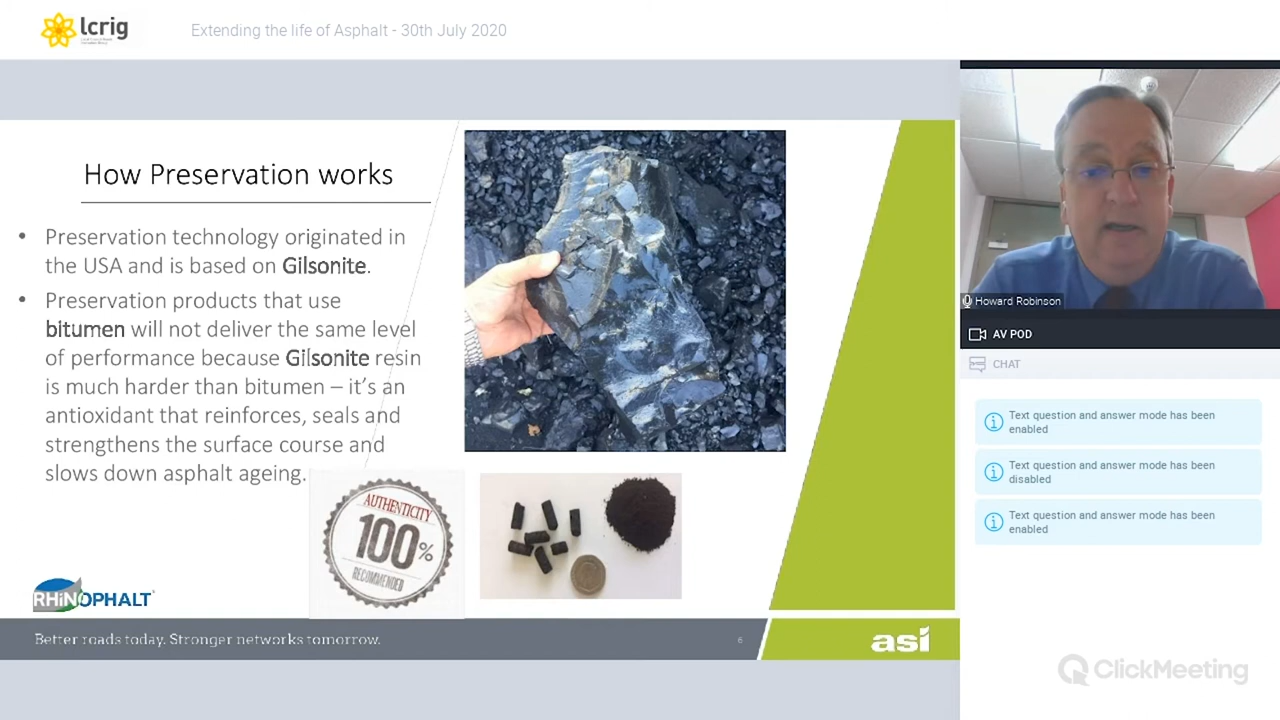 lcrig
Extending the life of Asphalt - 30th July 2020
How Preservation works
• Preservation technology originated in
the USA and is based on Gilsonite.
• Preservation products that use
bitumen will not deliver the same level
of performance because Gilsonite resin
is much harder than bitumen – it's an
antioxidant that reinforces, seals and
strengthens the surface course and
slows down asphalt ageing.
AUTHENTICITY
100%
RECOMMENDED
RHINOPHALT®
Better roads today. Stronger networks tomorrow.
6
asi
Howard Robinson
AV POD
CHAT
Text question and answer mode has been
enabled
Text question and answer mode has been
disabled
Text question and answer mode has been
enabled
ClickMeeting